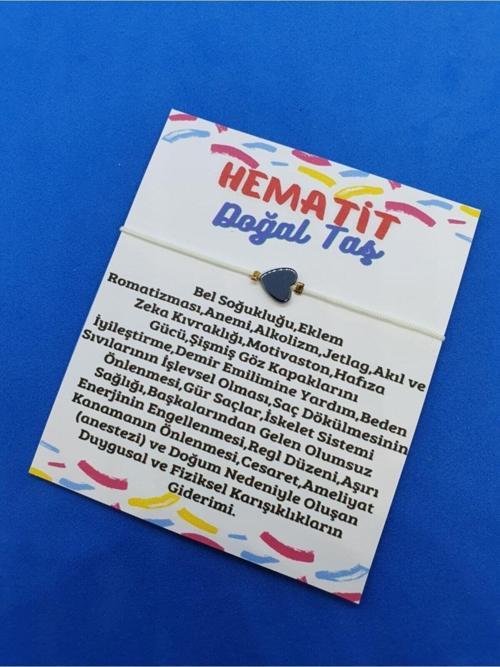 HEMATİT
Doğal Taş
Bel Soğukluğu,Eklem
Romatizması,Anemi,Alkolizm,Jetlag,Akıl ve
Zeka Kıvraklığı,Motivaston,Hafıza
Gücü,Şişmiş Göz Kapaklarını
İyileştirme,Demir Emilimine Yardım,Beden
Sıvılarının İşlevsel Olması,Saç Dökülmesinin
Önlenmesi,Gür Saçlar,İskelet Sistemi
Sağlığı,Başkalarından Gelen Olumsuz
Enerjinin Engellenmesi,Regl Düzeni,Aşırı
Kanamanın Önlenmesi,Cesaret,Ameliyat
(anestezi) ve Doğum Nedeniyle Oluşan
Duygusal ve Fiziksel Karışıklıkların
Giderimi.